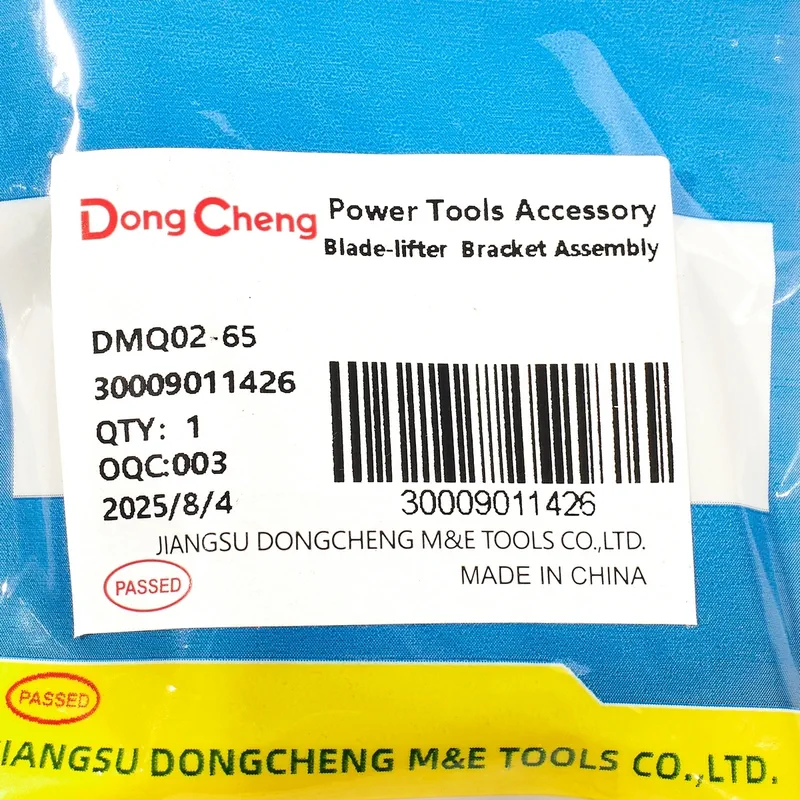 Dong Cheng
Power Tools Accessory
Blade-lifter Bracket Assembly
DMQ02-65
30009011426
QTY: 1
OQC:003
2025/8/4
30009011426
JIANGSU DONGCHENG M&E TOOLS CO.,LTD.
PASSED
MADE IN CHINA
PASSED
JIANGSU DONGCHENG M&E TOOLS CO.,LTD.